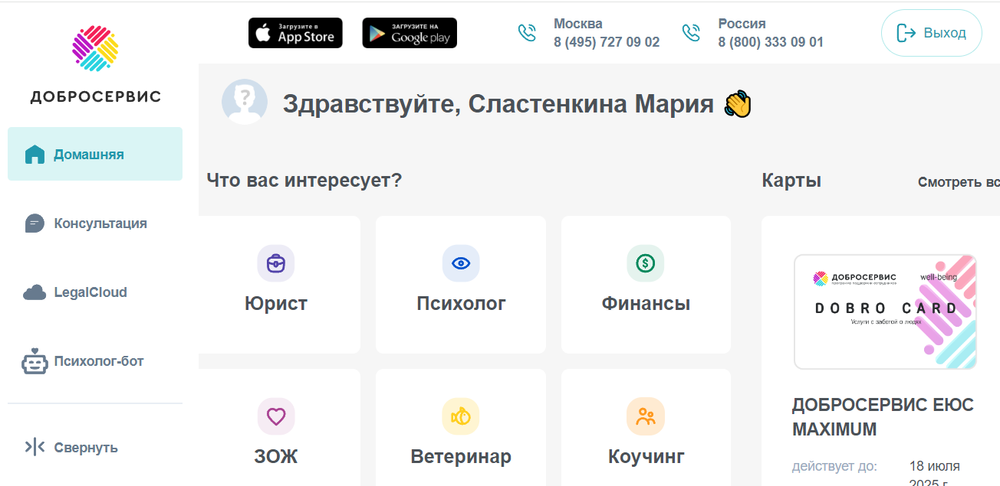 ДОБРОСЕРВИС
Загрузите в
App Store
ЗАГРУЗИТЕ НА
Google play
Москва
8 (495) 727 09 02
Россия
8 (800) 333 09 01
Выход
Домашняя
Консультация
LegalCloud
Психолог-бот
Свернуть
Здравствуйте, Сластенкина Мария
Что вас интересует?
Юрист
Психолог
Финансы
ЗОЖ
Ветеринар
Коучинг
Карты
Смотреть вс
ДОБРОСЕРВИС
программа поддержки сотрудников
well-being
DOBRO CARD
Услуги с заботой о людях
ДОБРОСЕРВИС ЕЮС
MAXIMUM
действует до:
18 июля
2025 г.